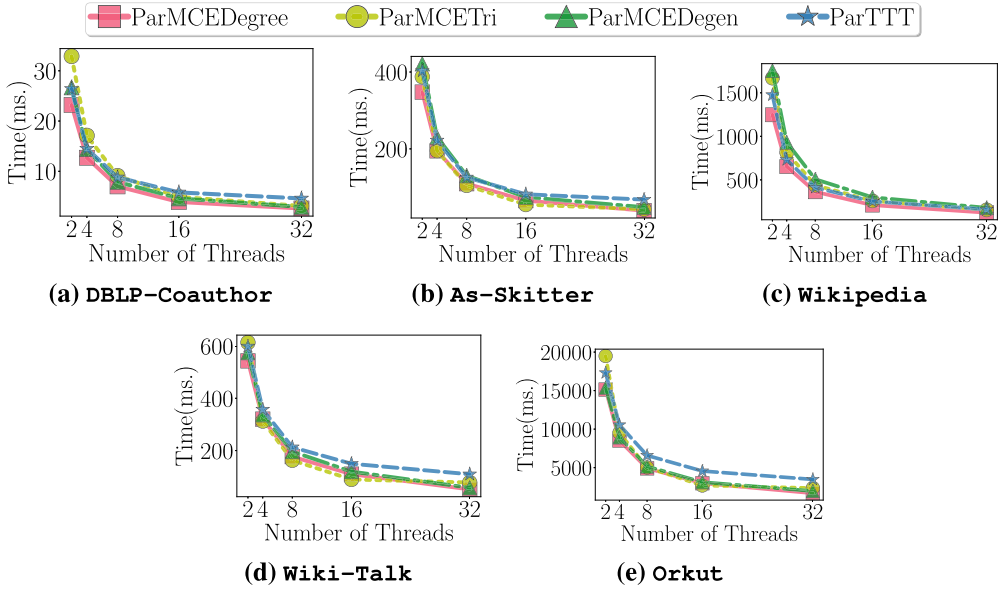 ParMCEDegree ParMCETri ParMCEDegen ParTTT
30
20
10
Time(ms.)
2 4 8 16 32
Number of Threads
(a) DBLP-Coauthor
400
200
Time(ms.)
2 4 8 16 32
Number of Threads
(b) As-Skitter
1500
1000
500
Time(ms.)
2 4 8 16 32
Number of Threads
(c) Wikipedia
600
400
200
Time(ms.)
2 4 8 16 32
Number of Threads
(d) Wiki-Talk
20000
15000
10000
5000
Time(ms.)
2 4 8 16 32
Number of Threads
(e) Orkut